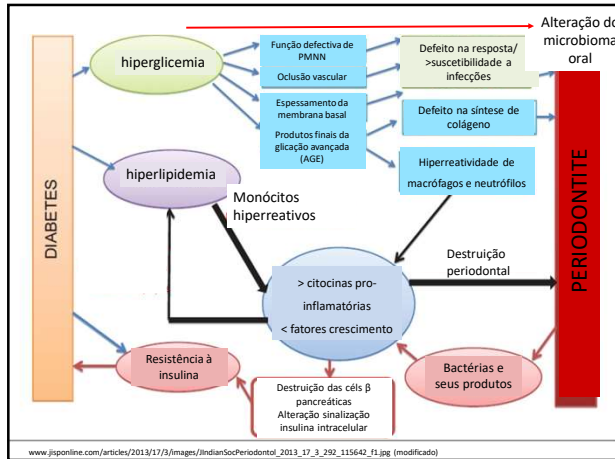 Alteração do
microbioma
oral
hiperglicemia
Função defectiva de
PMNN
Oclusão vascular
Espessamento da
membrana basal
Produtos finais da
glicação avançada
(AGE)
Defeito na resposta/
>suscetibilidade a
infecções
Defeito na síntese de
colágeno
Hiperreatividade de
macrófagos e neutrófilos
DIABETES
hiperlipidemia
Monócitos
hiperreativos
> citocinas pro-
inflamatórias
< fatores crescimento
Destruição
periodontal
PERIODONTITE
Resistência à
insulina
Destruição das céls β
pancreáticas
Alteração sinalização
insulina intracelular
Bactérias e
seus produtos
www.jisponline.com/articles/2013/17/3/images/JIndianSocPeriodontol_2013_17_3_292_115642_f1.jpg (modificado)